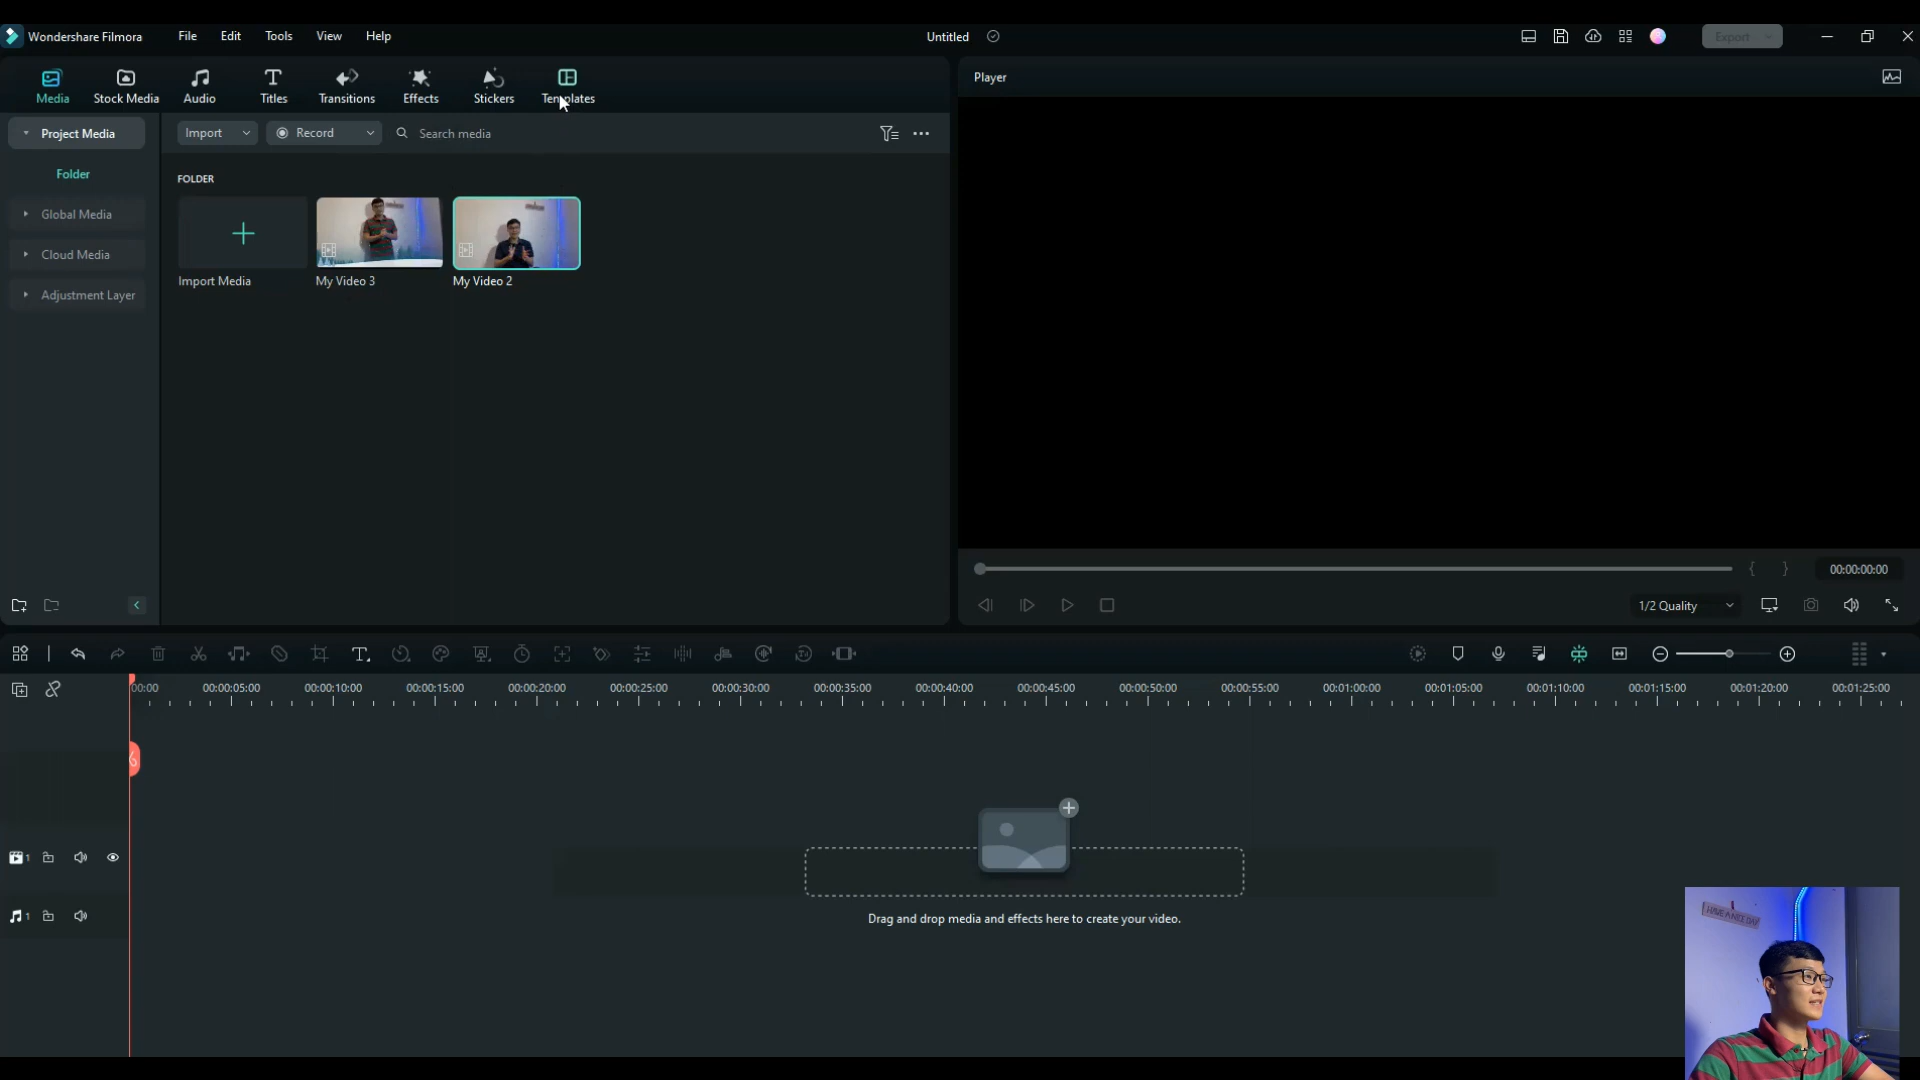 Wondershare Filmora File Edit Tools View Help Untitled Export
Player
Media Stock Media Audio Titles Transitions Effects Stickers Templates
Project Media
Import Record Search media
Folder
FOLDER
Global Media
Cloud Media
Adjustment Layer
Import Media My Video 3 My Video 2
00:00:00:00
1/2 Quality
00:00 00:00:05:00 00:00:10:00 00:00:15:00 00:00:20:00 00:00:25:00 00:00:30:00 00:00:35:00 00:00:40:00 00:00:45:00 00:00:50:00 00:00:55:00 00:01:00:00 00:01:05:00 00:01:10:00 00:01:15:00 00:01:20:00 00:01:25:00
1
1
Drag and drop media and effects here to create your video.
HAVE A NICE DAY